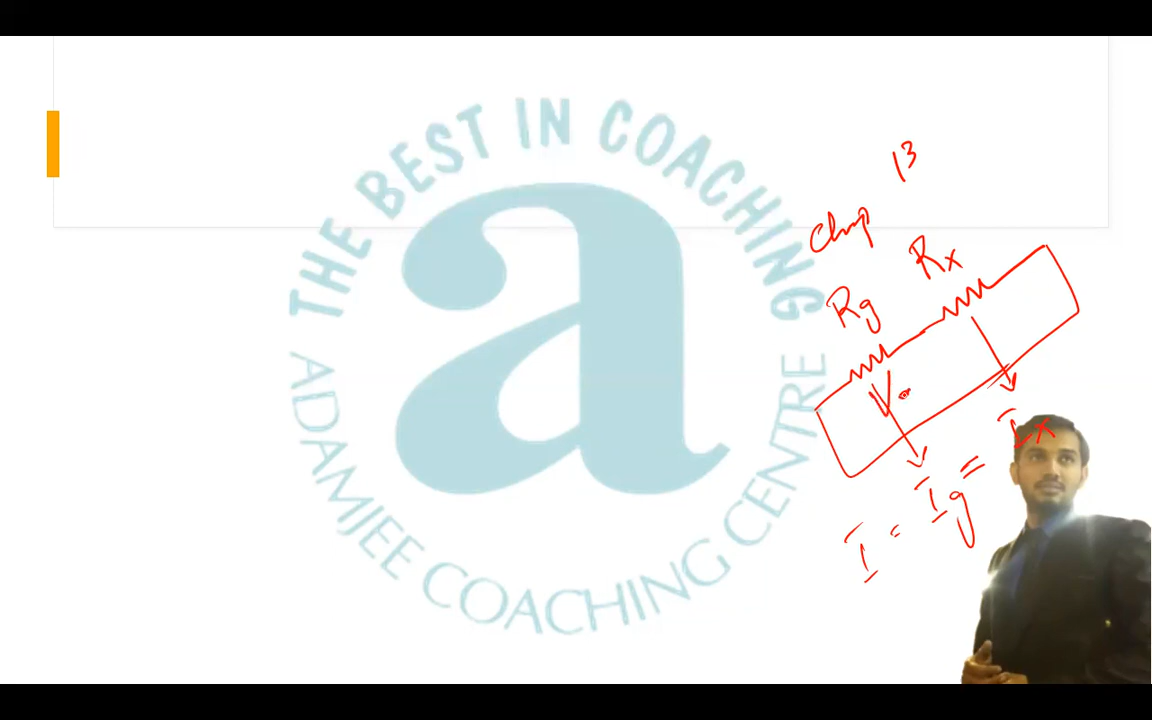 THE BEST IN COACHING
a
ADAMJEE COACHING CENTRE
Chap 13
Rg Rx
V
I = Ig = Ix